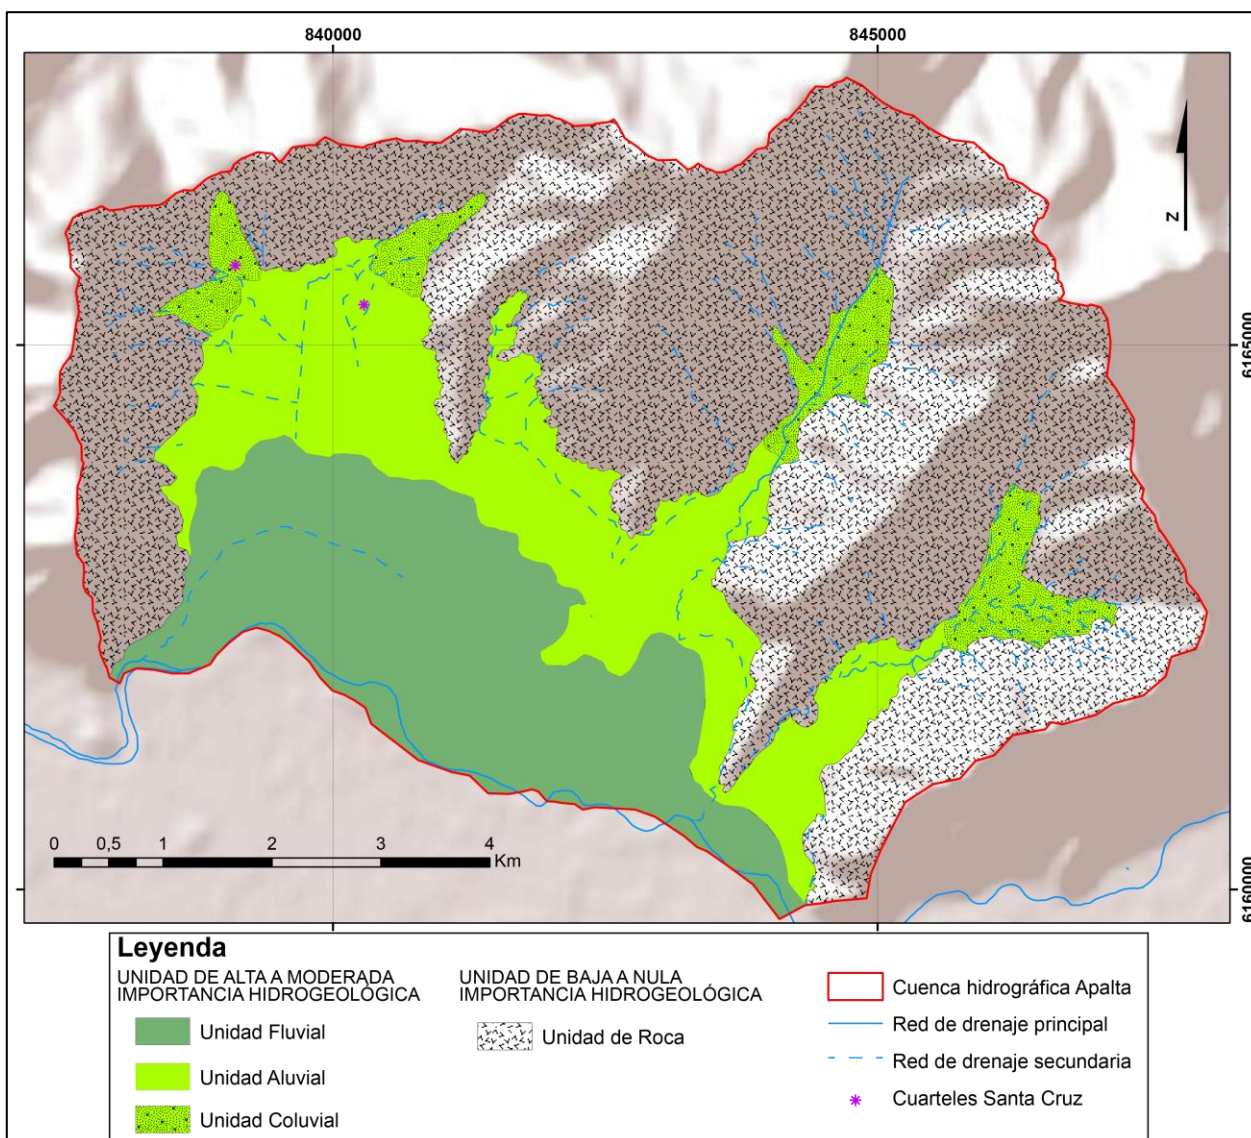 840000
845000
N
6165000
6160000
0 0,5 1 2 3 4
Km
Leyenda
UNIDAD DE ALTA A MODERADA
IMPORTANCIA HIDROGEOLÓGICA
Unidad Fluvial
Unidad Aluvial
Unidad Coluvial
UNIDAD DE BAJA A NULA
IMPORTANCIA HIDROGEOLÓGICA
Unidad de Roca
Cuenca hidrográfica Apalta
Red de drenaje principal
Red de drenaje secundaria
Cuarteles Santa Cruz